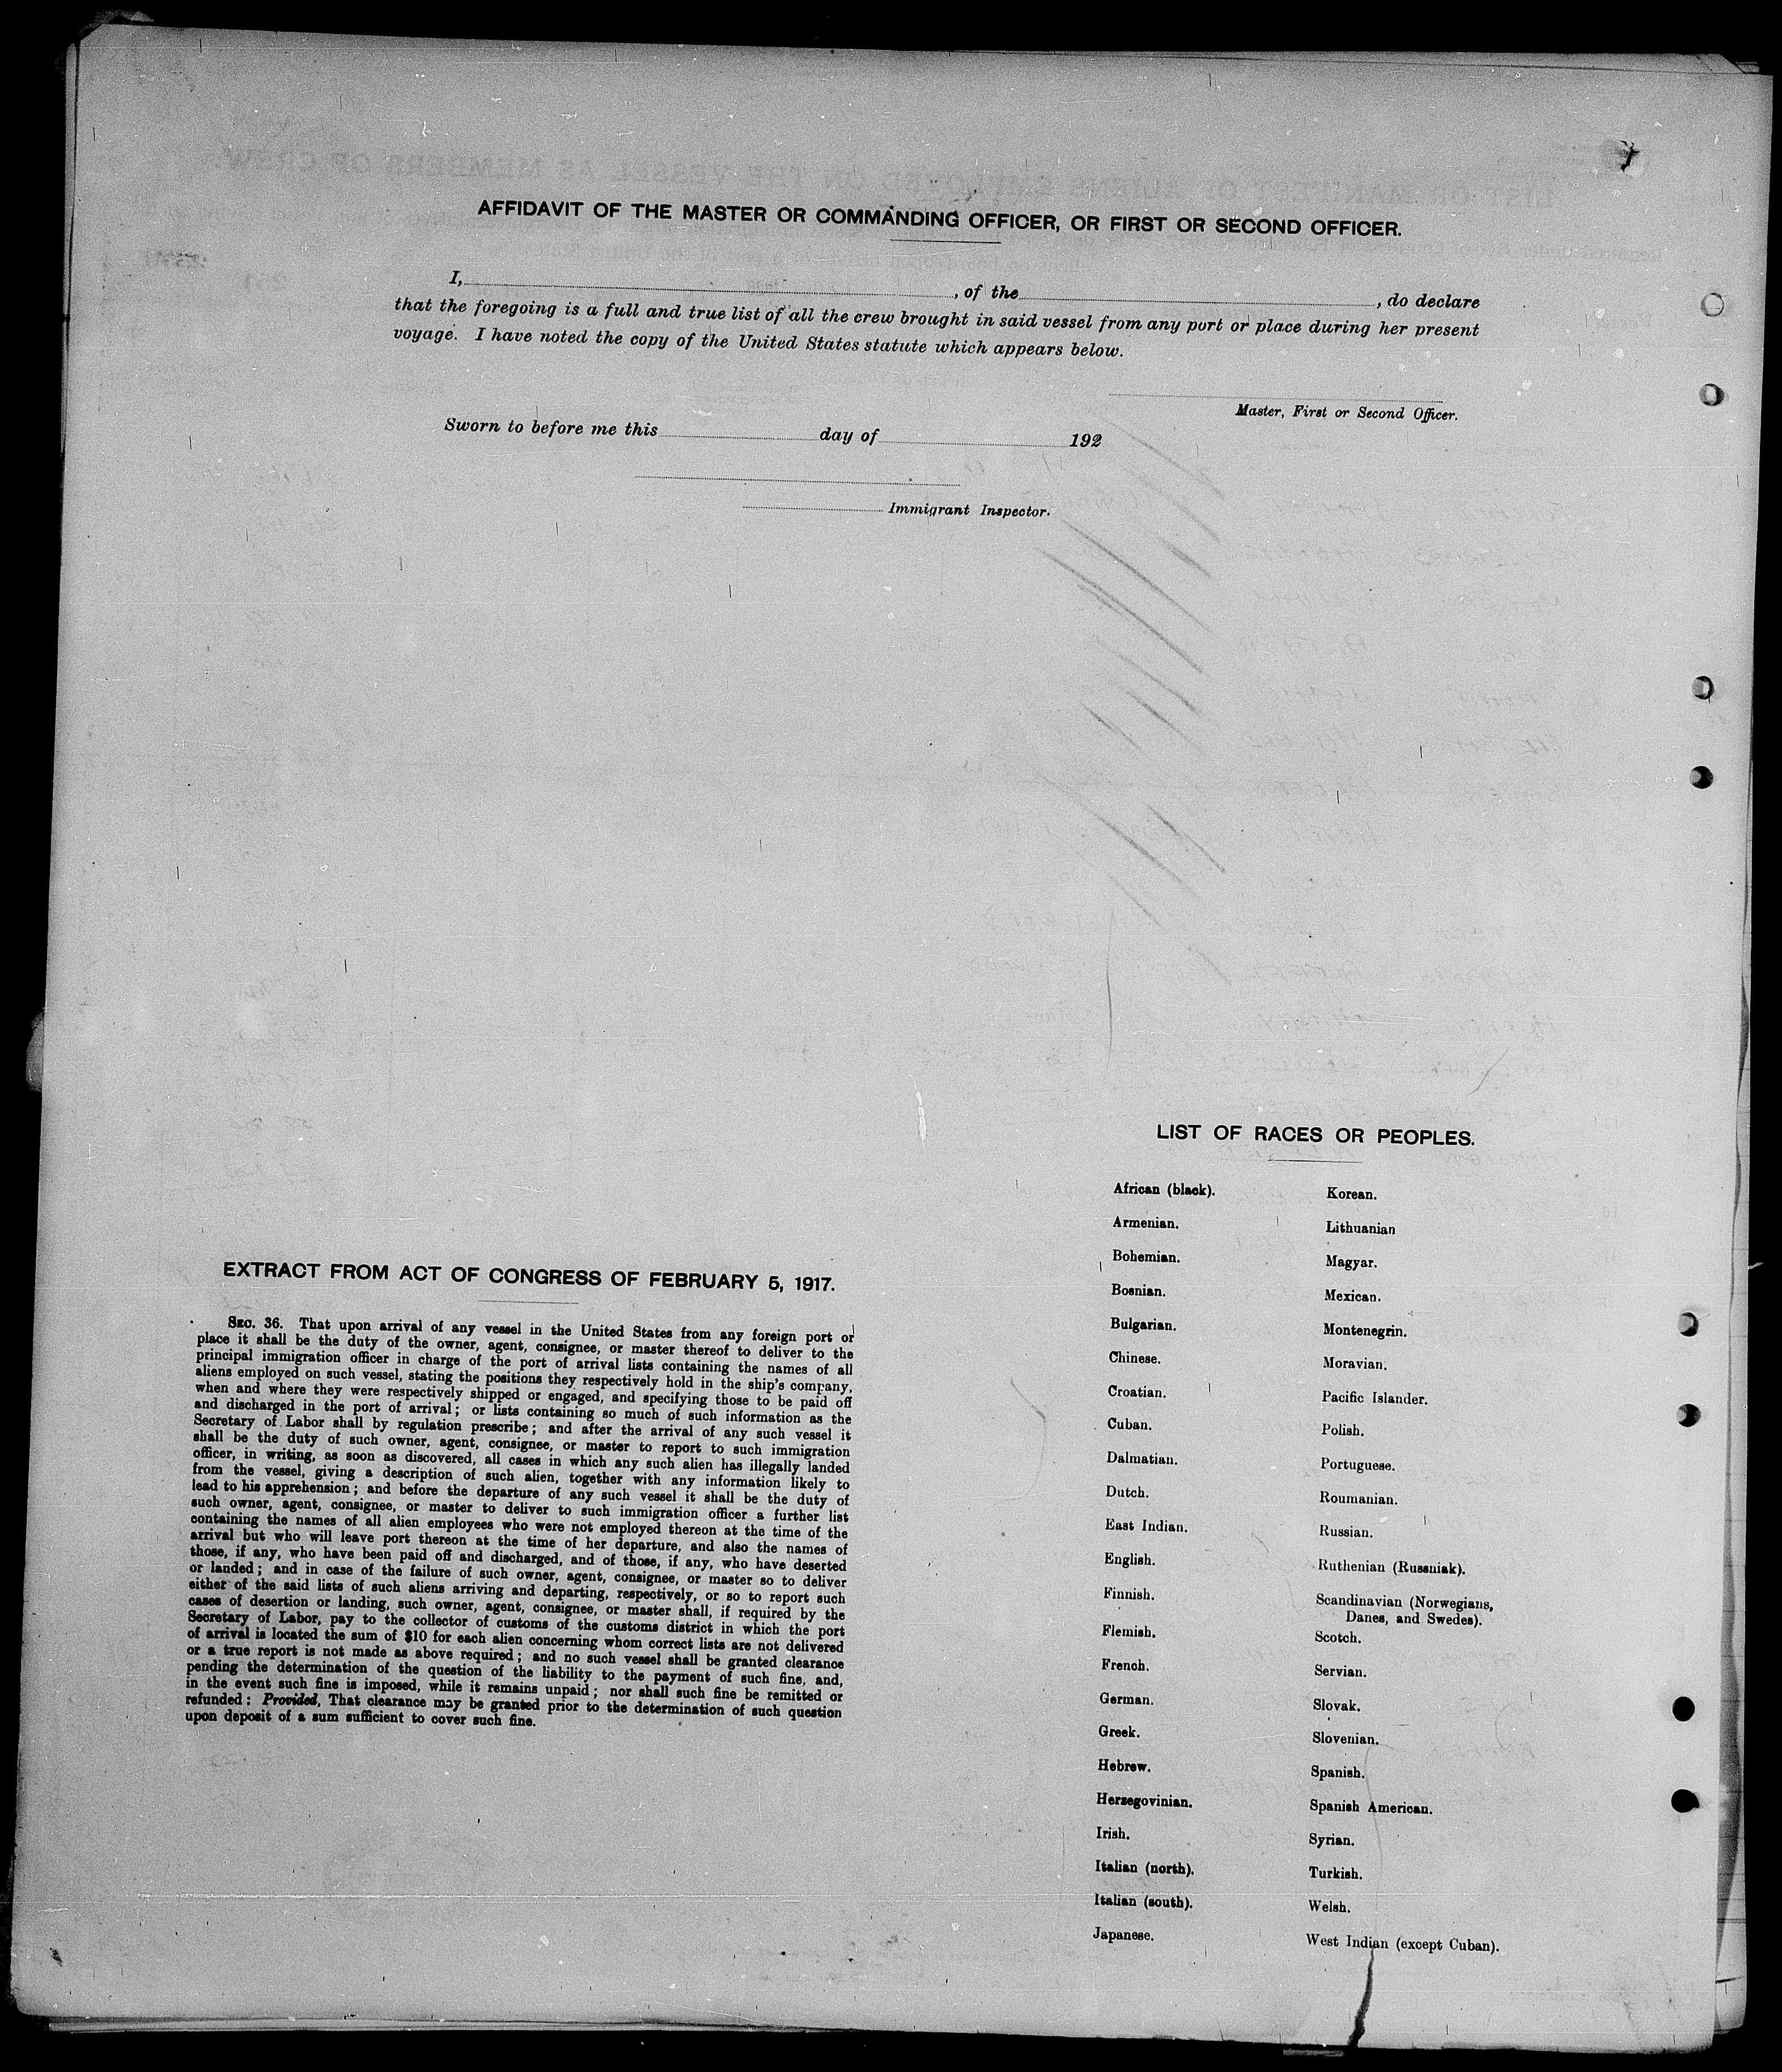 AFFIDAVIT OF THE MASTER OR COMMANDING OFFICER, OR FIRST OR SECOND OFFICER.
I, , of the , do declare
that the foregoing is a full and true list of all the crew brought in said vessel from any port or place during her present
voyage. I have noted the copy of the United States statute which appears below.
Master, First or Second Officer.
Sworn to before me this day of 192
Immigrant Inspector.
EXTRACT FROM ACT OF CONGRESS OF FEBRUARY 5, 1917.
SEC. 36. That upon arrival of any vessel in the United States from any foreign port or
place it shall be the duty of the owner, agent, consignee, or master thereof to deliver to the
principal immigration officer in charge of the port of arrival lists containing the names of all
aliens employed on such vessel, stating the positions they respectively hold in the ship's company,
when and where they were respectively shipped or engaged, and specifying those to be paid off
and discharged in the port of arrival; or lists containing so much of such information as the
Secretary of Labor shall by regulation prescribe; and after the arrival of any such vessel it
shall be the duty of such owner, agent, consignee, or master to report to such immigration
officer, in writing, as soon as discovered, all cases in which any such alien has illegally landed
from the vessel, giving a description of such alien, together with any information likely to
lead to his apprehension; and before the departure of any such vessel it shall be the duty of
such owner, agent, consignee, or master to deliver to such immigration officer a further list
containing the names of all alien employees who were not employed thereon at the time of the
arrival but who will leave port thereon at the time of her departure, and also the names of
those, if any, who have been paid off and discharged, and of those, if any, who have deserted
or landed; and in case of the failure of such owner, agent, consignee, or master so to deliver
either of the said lists of such aliens arriving and departing, respectively, or so to report such
cases of desertion or landing, such owner, agent, consignee, or master shall, if required by the
Secretary of Labor, pay to the collector of customs of the customs district in which the port
of arrival is located the sum of $10 for each alien concerning whom correct lists are not delivered
or a true report is not made as above required; and no such vessel shall be granted clearance
pending the determination of the question of the liability to the payment of such fine, and,
in the event such fine is imposed, while it remains unpaid; nor shall such fine be remitted or
refunded: Provided, That clearance may be granted prior to the determination of such question
upon deposit of a sum sufficient to cover such fine.
LIST OF RACES OR PEOPLES.
African (black).
Armenian.
Bohemian.
Bosnian.
Bulgarian.
Chinese.
Croatian.
Cuban.
Dalmatian.
Dutch.
East Indian.
English.
Finnish.
Flemish.
French.
German.
Greek.
Hebrew.
Herzegovinian.
Irish.
Italian (north).
Italian (south).
Japanese.
Korean.
Lithuanian
Magyar.
Mexican.
Montenegrin.
Moravian.
Pacific Islander.
Polish.
Portuguese.
Roumanian.
Russian.
Ruthenian (Russniak).
Scandinavian (Norwegians,
Danes, and Swedes).
Scotch.
Servian.
Slovak.
Slovenian.
Spanish.
Spanish American.
Syrian.
Turkish.
Welsh.
West Indian (except Cuban).